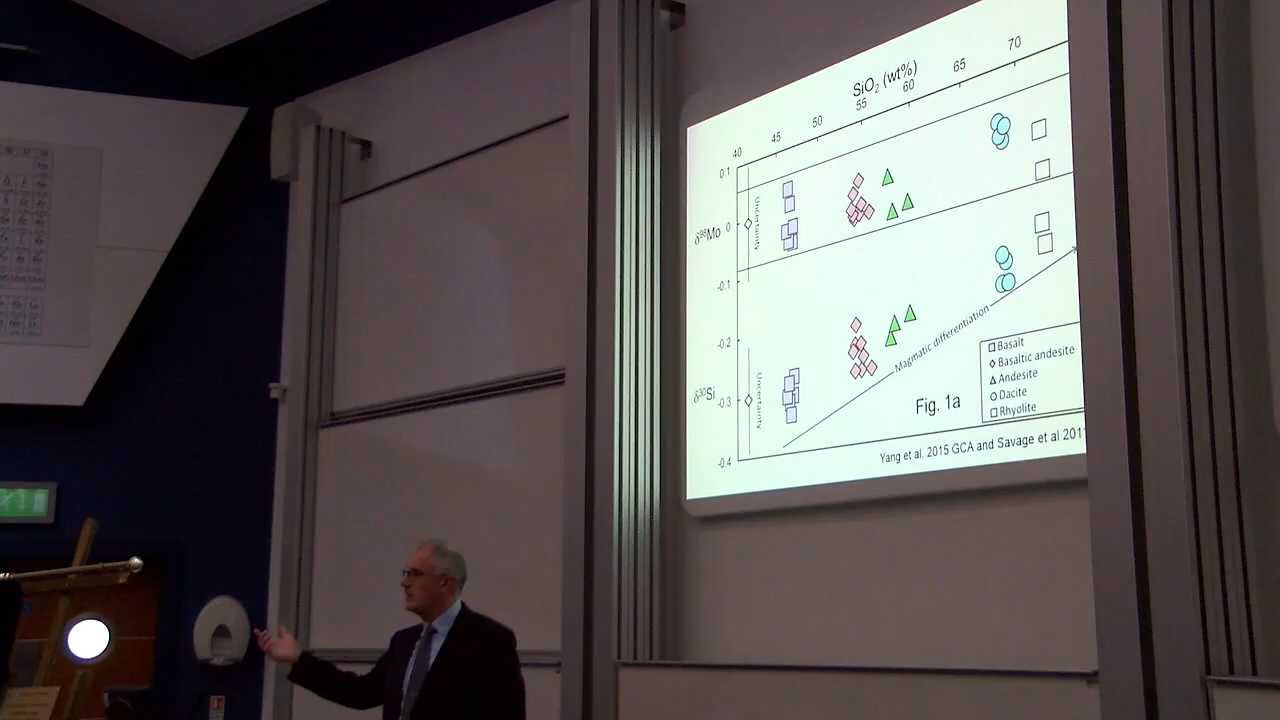 SiO2 (wt%)
40 45 50 55 60 65 70
0.1
0
-0.1
-0.2
-0.3
-0.4
δ98Mo
δ30Si
Uncertainty
Uncertainty
Magmatic differentiation
Basalt
Basaltic andesite
Andesite
Dacite
Rhyolite
Fig. 1a
Yang et al. 2015 GCA and Savage et al 2011